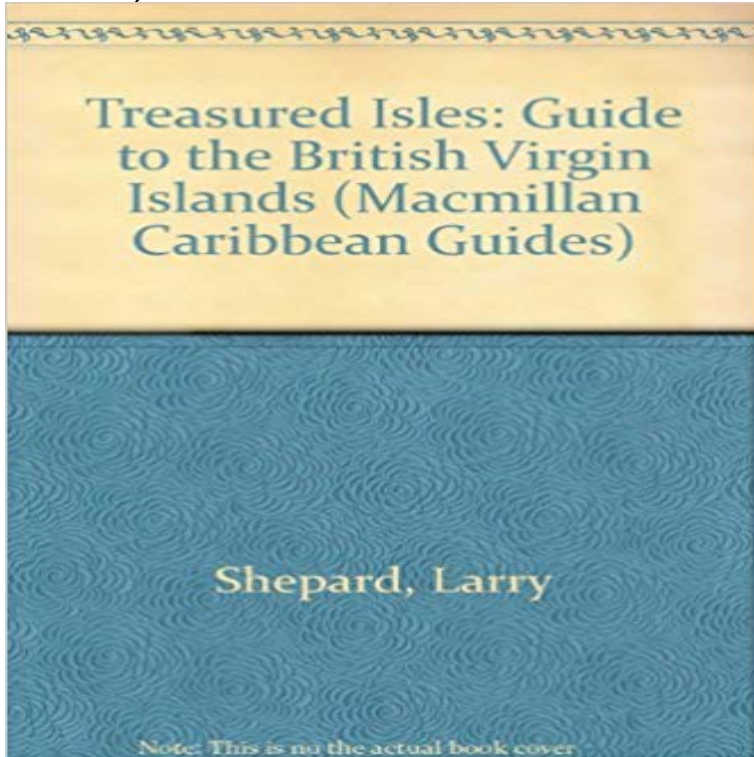 Treasured Isles: Guide
to the British Virgin
Islands (Macmillan
Caribbean Guides)
Shepard, Larry
Note: This is no the actual book cover